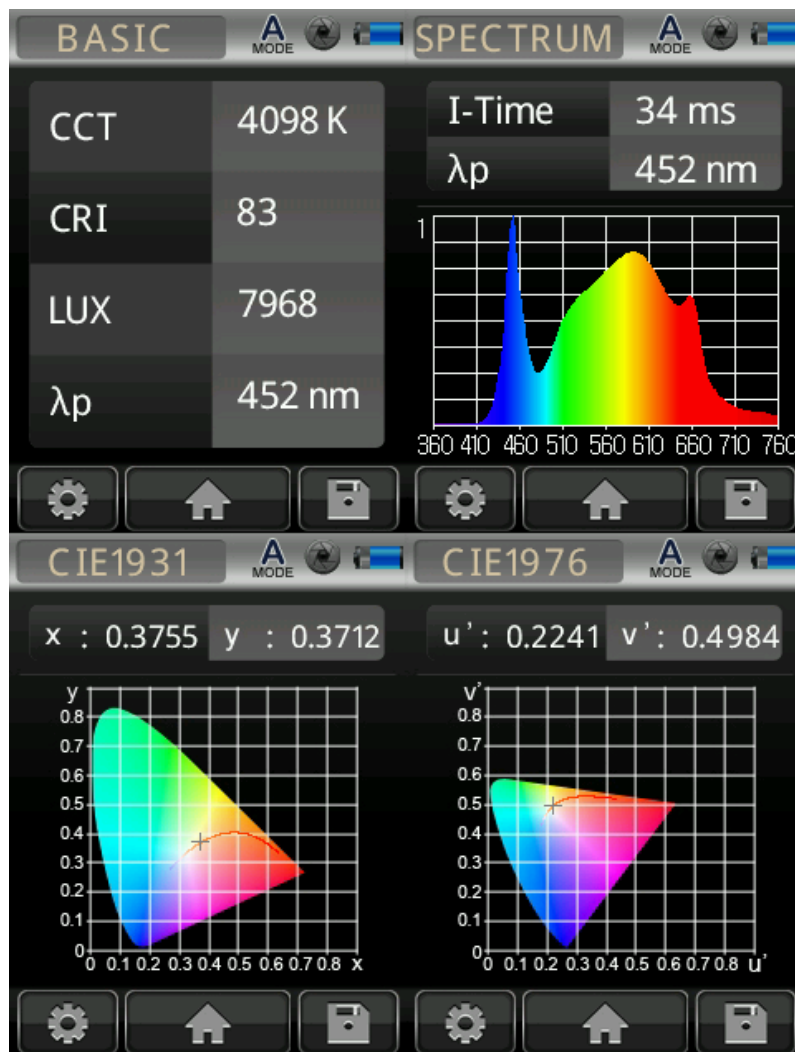 BASIC A MODE
CCT 4098 K
CRI 83
LUX 7968
λp 452 nm
SPECTRUM A MODE
I-Time 34 ms
λp 452 nm
1
360 410 460 510 560 610 660 710 760
CIE1931 A MODE
x : 0.3755 y : 0.3712
y
0.8
0.7
0.6
0.5
0.4
0.3
0.2
0.1
0
0 0.1 0.2 0.3 0.4 0.5 0.6 0.7 0.8 x
CIE1976 A MODE
u’: 0.2241 v’: 0.4984
v’
0.8
0.7
0.6
0.5
0.4
0.3
0.2
0.1
0
0 0.1 0.2 0.3 0.4 0.5 0.6 0.7 0.8 u’